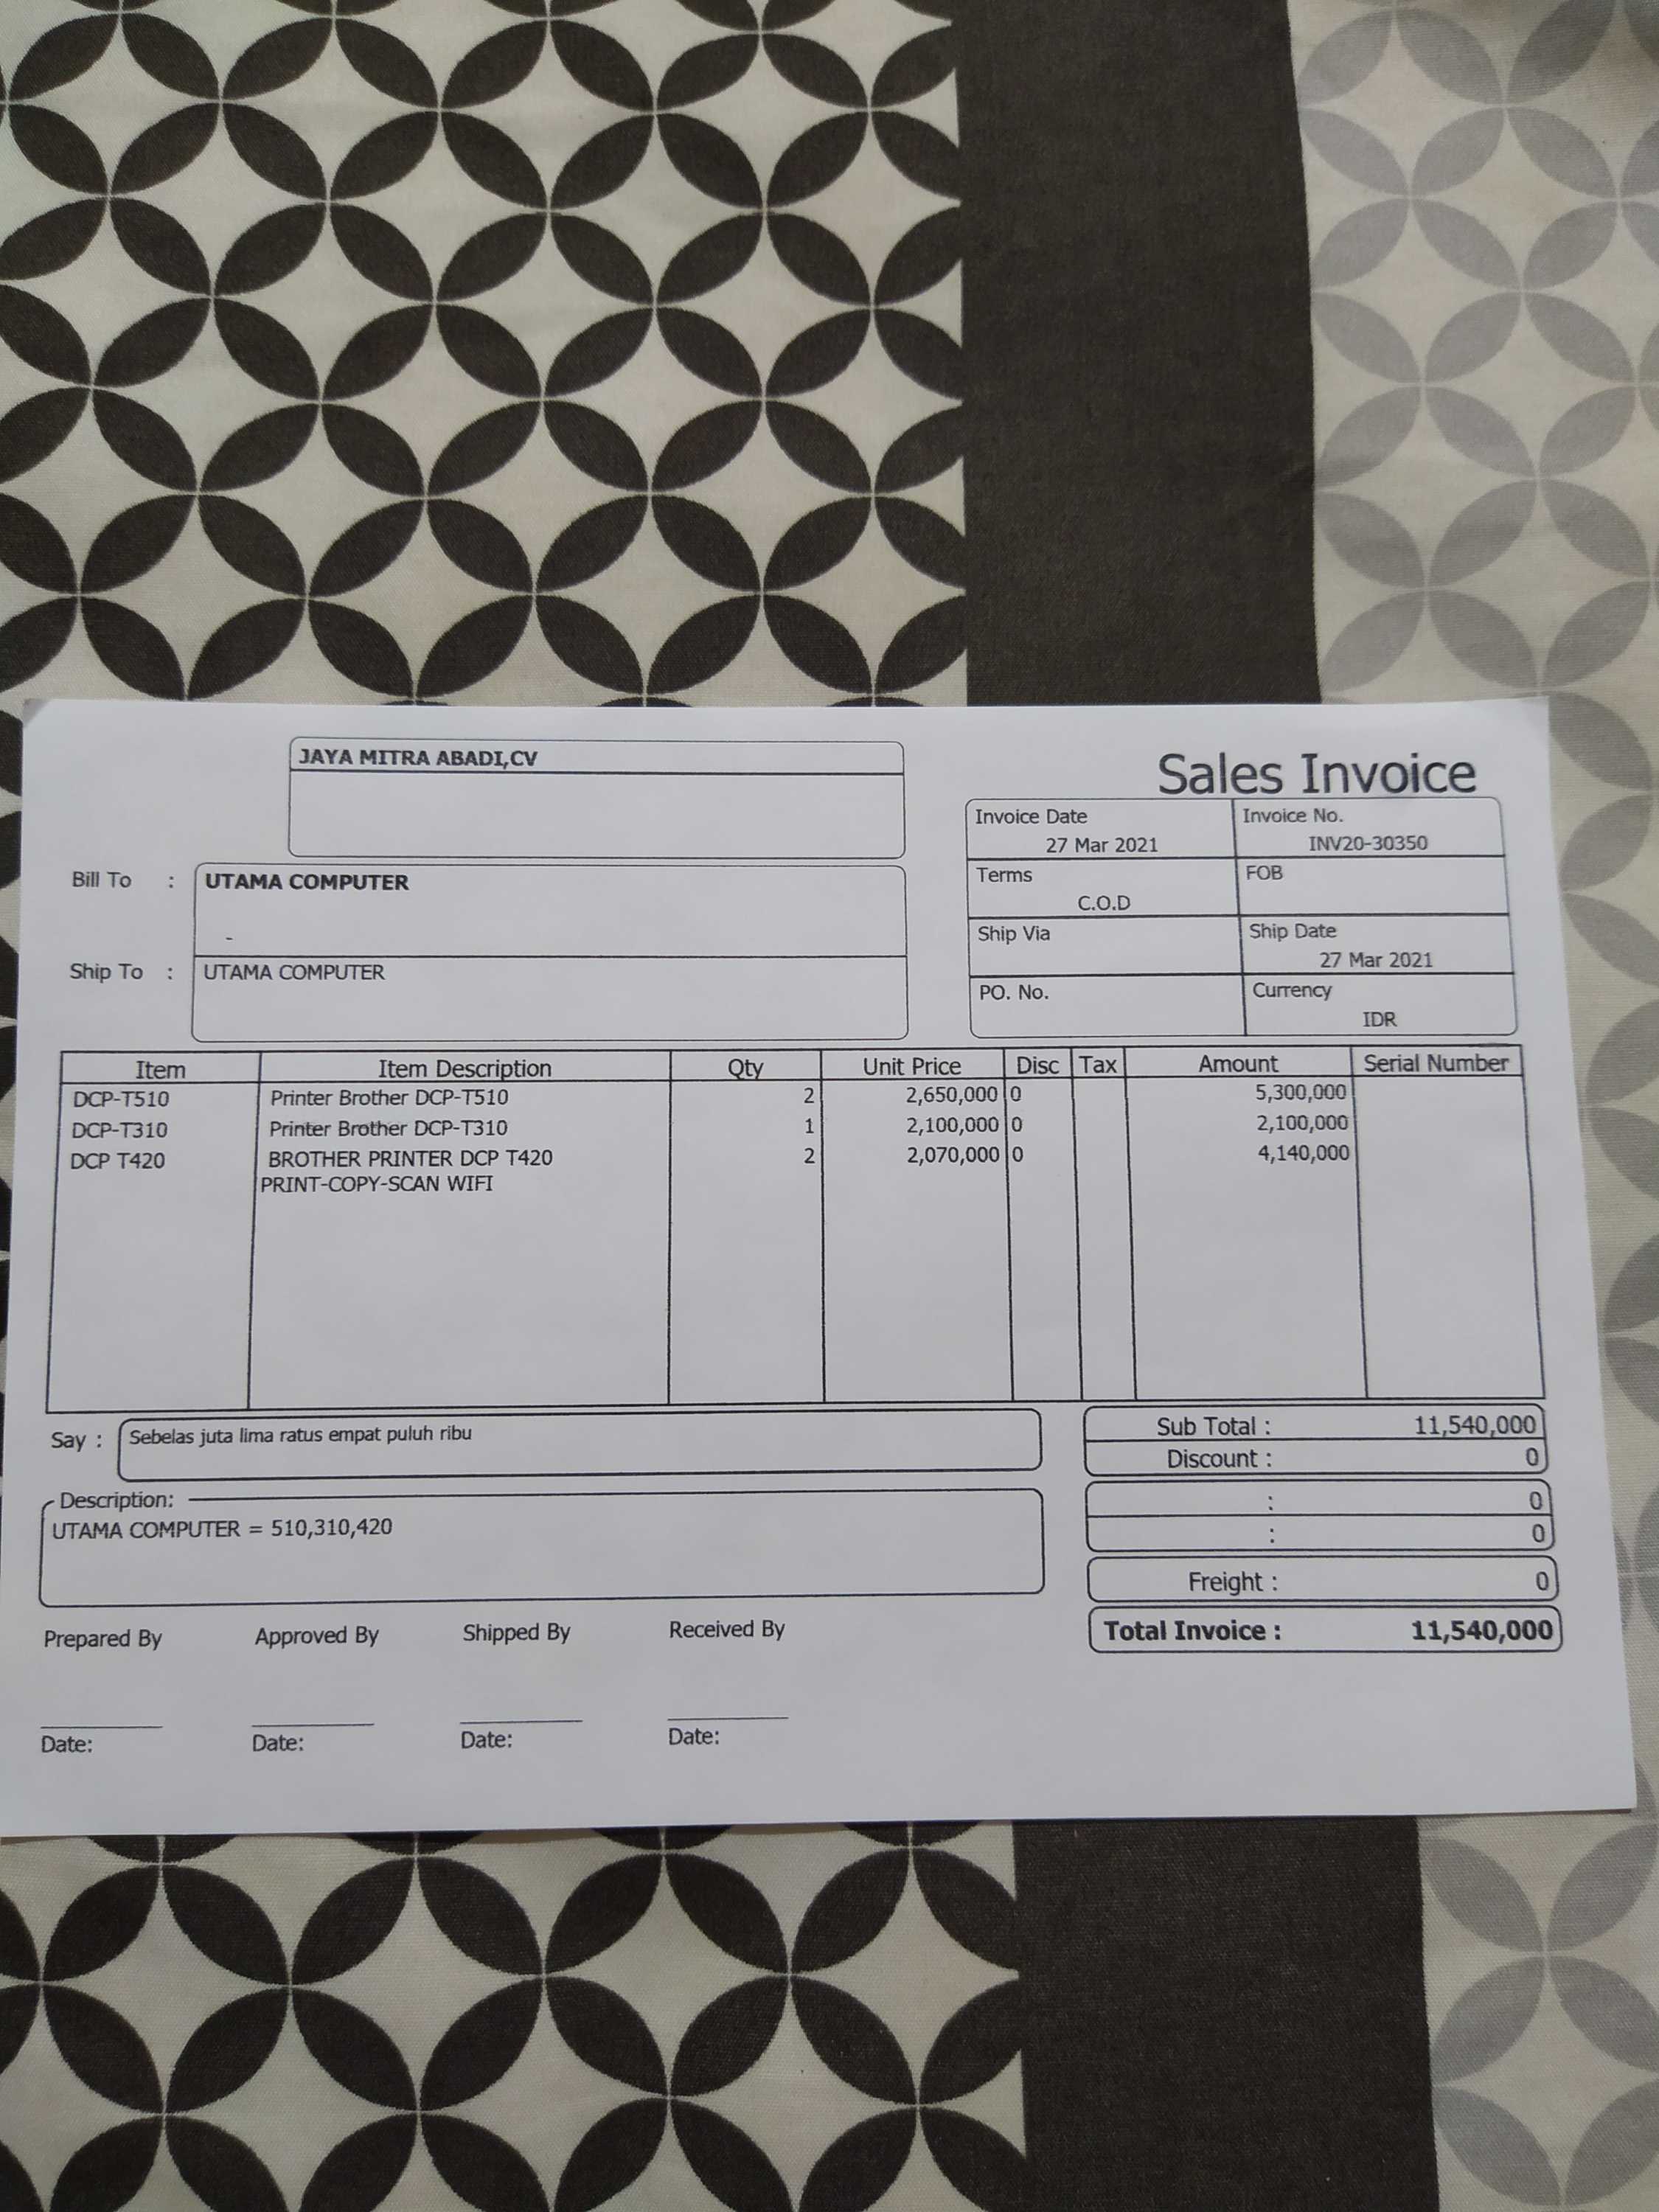 JAYA MITRA ABADI,CV
Sales Invoice
Invoice Date
27 Mar 2021
Invoice No.
INV20-30350
Bill To : UTAMA COMPUTER
-
Terms
C.O.D
FOB
Ship To : UTAMA COMPUTER
Ship Via
Ship Date
27 Mar 2021
PO. No.
Currency
IDR
Item Item Description Qty Unit Price Disc Tax Amount Serial Number
DCP-T510 Printer Brother DCP-T510 2 2,650,000 0 5,300,000
DCP-T310 Printer Brother DCP-T310 1 2,100,000 0 2,100,000
DCP T420 BROTHER PRINTER DCP T420 2 2,070,000 0 4,140,000
PRINT-COPY-SCAN WIFI
Say : Sebelas juta lima ratus empat puluh ribu
Sub Total : 11,540,000
Discount : 0
Description:
UTAMA COMPUTER = 510,310,420
: 0
: 0
Freight : 0
Total Invoice : 11,540,000
Prepared By Approved By Shipped By Received By
Date: Date: Date: Date: